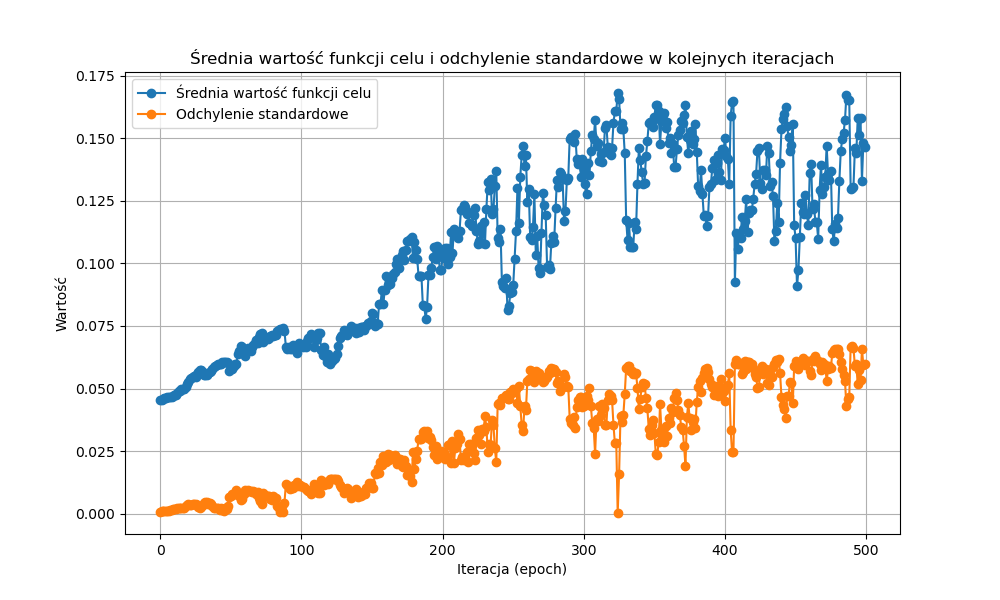 Średnia wartość funkcji celu i odchylenie standardowe w kolejnych iteracjach
Średnia wartość funkcji celu
Odchylenie standardowe
Wartość
0.175
0.150
0.125
0.100
0.075
0.050
0.025
0.000
0 100 200 300 400 500
Iteracja (epoch)